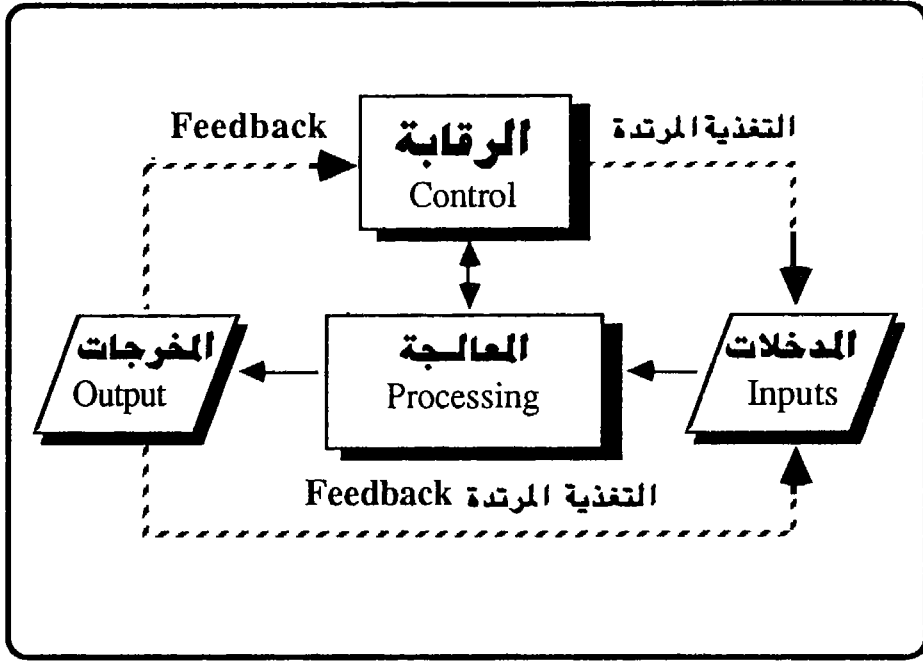 Feedback
التغذية المرتدة
الرقابة
Control
المدخلات
Inputs
المعالجة
Processing
المخرجات
Output
التغذية المرتدة Feedback